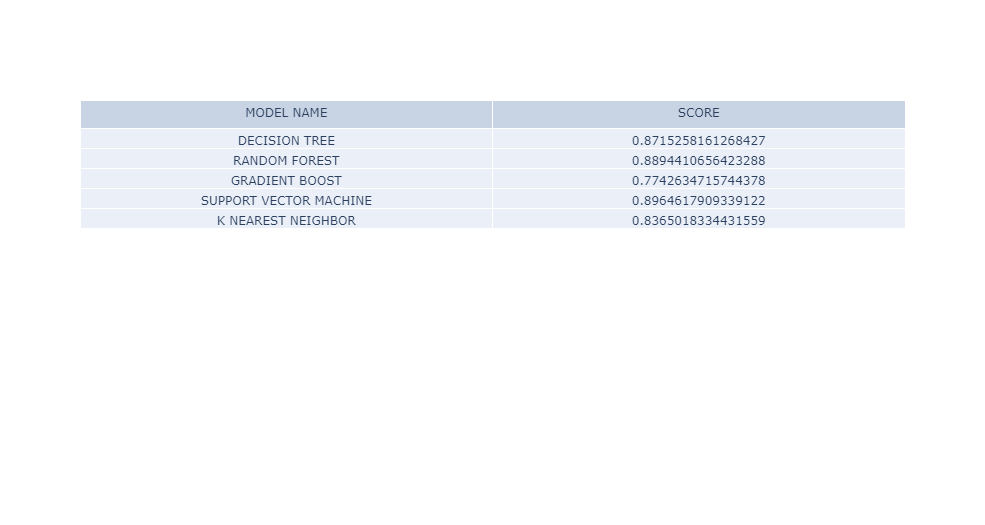 MODEL NAME SCORE
DECISION TREE 0.8715258161268427
RANDOM FOREST 0.8894410656423288
GRADIENT BOOST 0.7742634715744378
SUPPORT VECTOR MACHINE 0.8964617909339122
K NEAREST NEIGHBOR 0.8365018334431559